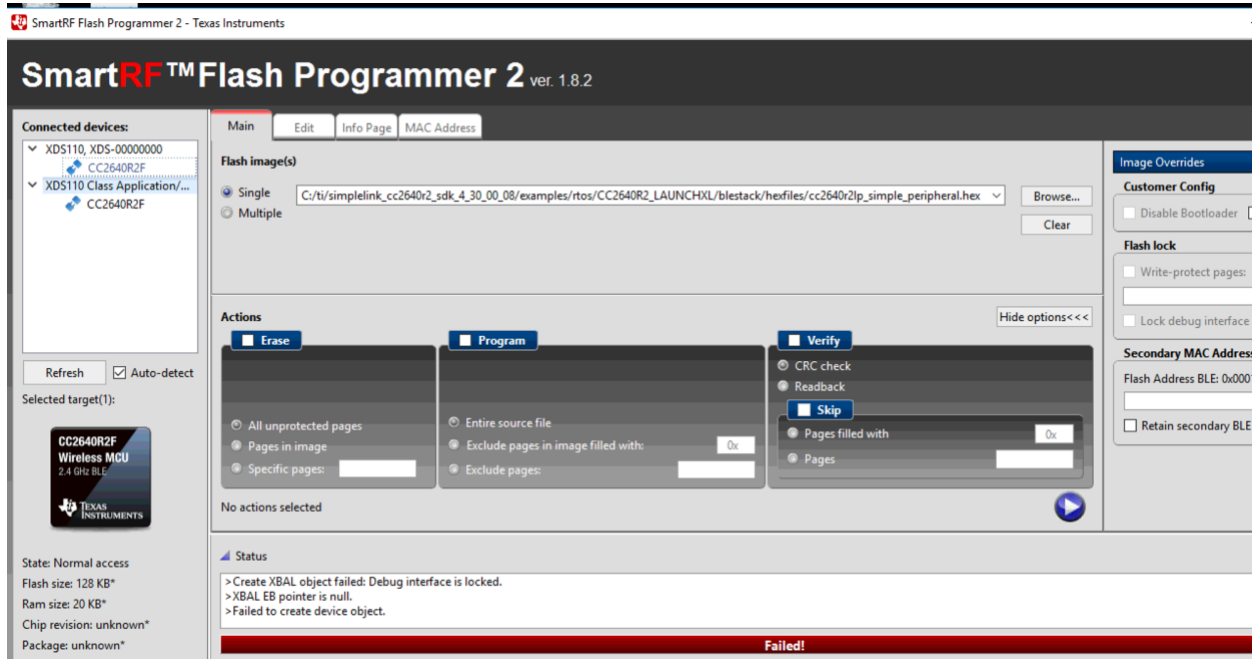 SmartRF Flash Programmer 2 - Texas Instruments
SmartRF™Flash Programmer 2 ver. 1.8.2
Connected devices:
XDS110, XDS-00000000
CC2640R2F
XDS110 Class Application/...
CC2640R2F
Refresh
Auto-detect
Selected target(1):
CC2640R2F
Wireless MCU
2.4 GHz BLE
TEXAS
INSTRUMENTS
State: Normal access
Flash size: 128 KB*
Ram size: 20 KB*
Chip revision: unknown*
Package: unknown*
Main Edit Info Page MAC Address
Flash image(s)
Single C:/ti/simplelink_cc2640r2_sdk_4_30_00_08/examples/rtos/CC2640R2_LAUNCHXL/blestack/hexfiles/cc2640r2lp_simple_peripheral.hex Browse...
Multiple
Clear
Actions
Hide options<<<
Erase
All unprotected pages
Pages in image
Specific pages:
Program
Entire source file
Exclude pages in image filled with: 0x
Exclude pages:
Verify
CRC check
Readback
Skip
Pages filled with 0x
Pages
No actions selected
Status
>Create XBAL object failed: Debug interface is locked.
>XBAL EB pointer is null.
>Failed to create device object.
Failed!
Image Overrides
Customer Config
Disable Bootloader
Flash lock
Write-protect pages:
Lock debug interface
Secondary MAC Address
Flash Address BLE: 0x0001
Retain secondary BLE